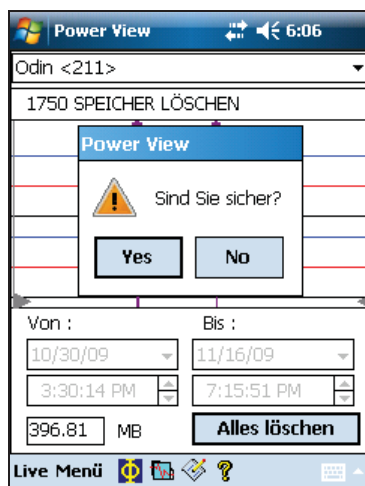 Power View 6:06
Odin <211>
1750 SPEICHER LÖSCHEN
Power View
Sind Sie sicher?
Yes No
Von : Bis :
10/30/09 11/16/09
3:30:14 PM 7:15:51 PM
396.81 MB Alles löschen
Live Menü